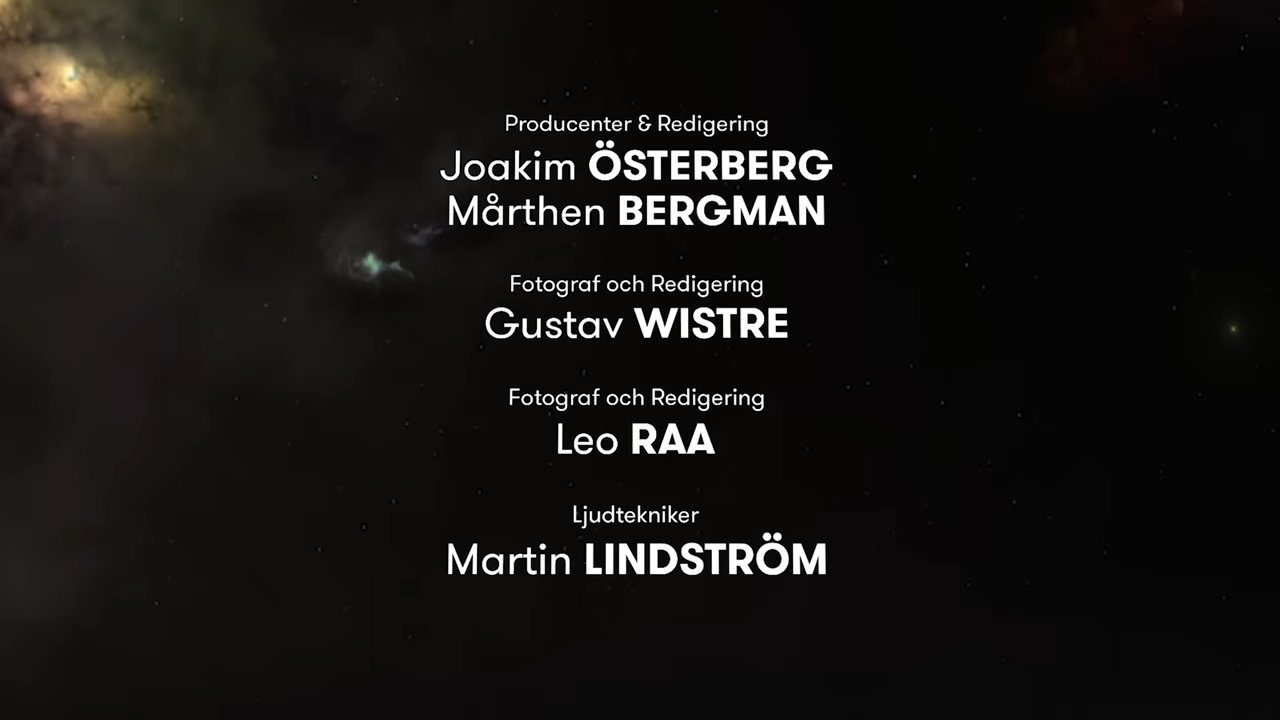 Producenter & Redigering
Joakim ÖSTERBERG
Mårthen BERGMAN
Fotograf och Redigering
Gustav WISTRE
Fotograf och Redigering
Leo RAA
Ljudtekniker
Martin LINDSTRÖM